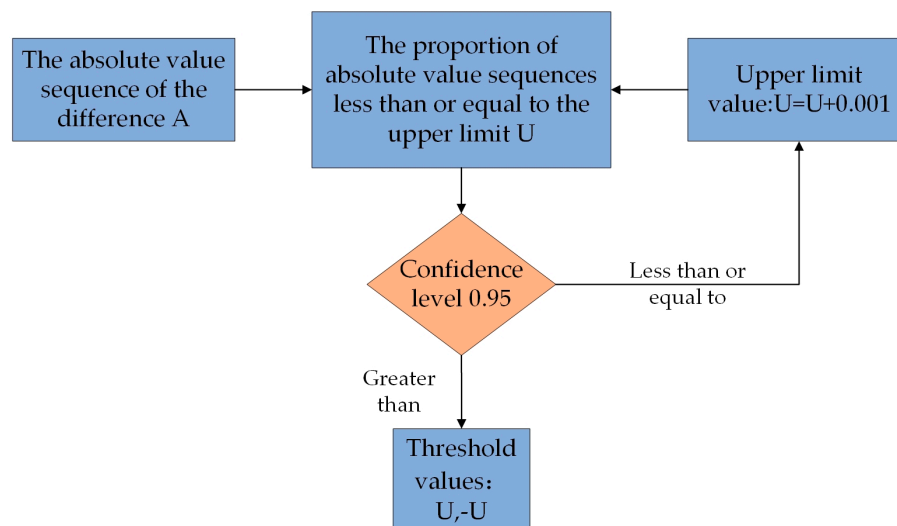 The absolute value
sequence of the
difference A
The proportion of
absolute value sequences
less than or equal to the
upper limit U
Upper limit
value:U=U+0.001
Confidence
level 0.95
Less than or
equal to
Greater
than
Threshold
values：
U,-U